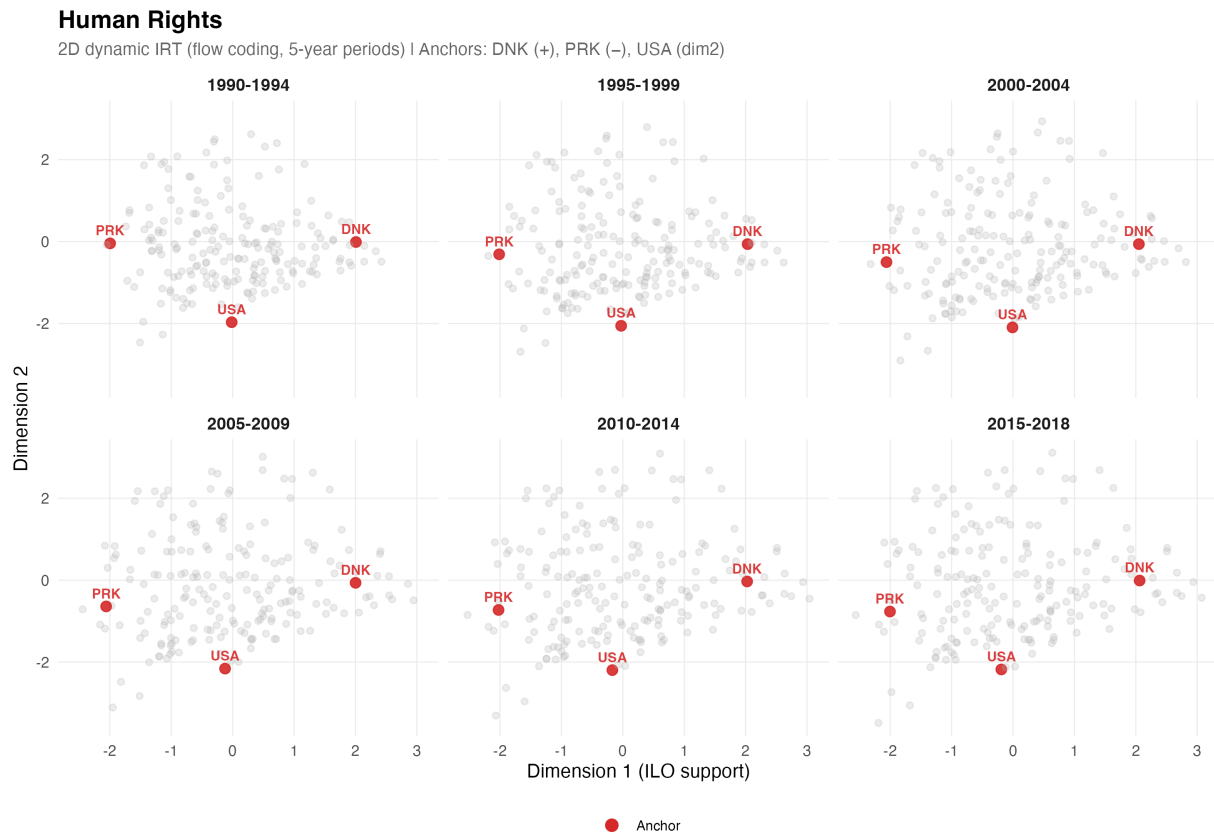 Human Rights
2D dynamic IRT (flow coding, 5-year periods) | Anchors: DNK (+), PRK (−), USA (dim2)
1990-1994 1995-1999 2000-2004
2
0
-2
PRK DNK USA
PRK DNK USA
PRK DNK USA
Dimension 2
2005-2009 2010-2014 2015-2018
2
0
-2
PRK DNK USA
PRK DNK USA
PRK DNK USA
-2 -1 0 1 2 3 -2 -1 0 1 2 3 -2 -1 0 1 2 3
Dimension 1 (ILO support)
Anchor